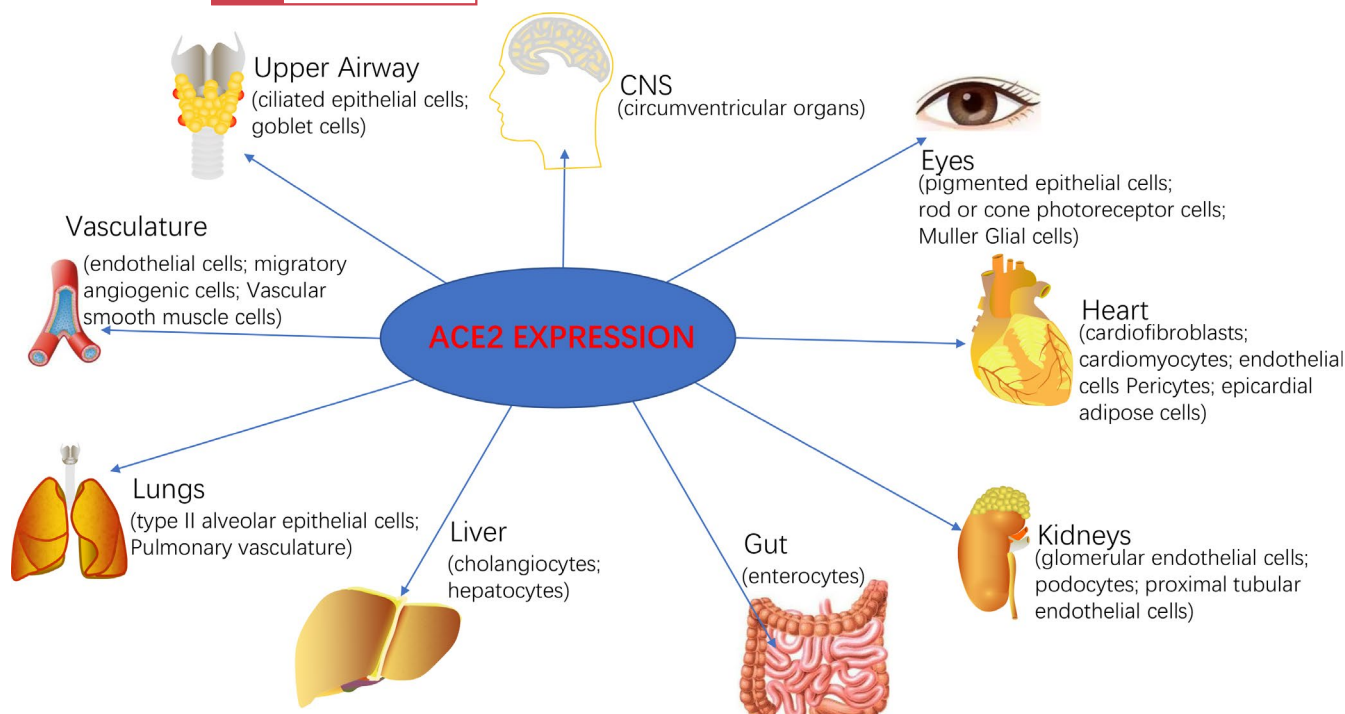 Upper Airway
(ciliated epithelial cells;
goblet cells)
CNS
(circumventricular organs)
Eyes
(pigmented epithelial cells;
rod or cone photoreceptor cells;
Muller Glial cells)
Vasculature
(endothelial cells; migratory
angiogenic cells; Vascular
smooth muscle cells)
ACE2 EXPRESSION
Heart
(cardiofibroblasts;
cardiomyocytes; endothelial
cells Pericytes; epicardial
adipose cells)
Lungs
(type II alveolar epithelial cells;
Pulmonary vasculature)
Liver
(cholangiocytes;
hepatocytes)
Gut
(enterocytes)
Kidneys
(glomerular endothelial cells;
podocytes; proximal tubular
endothelial cells)